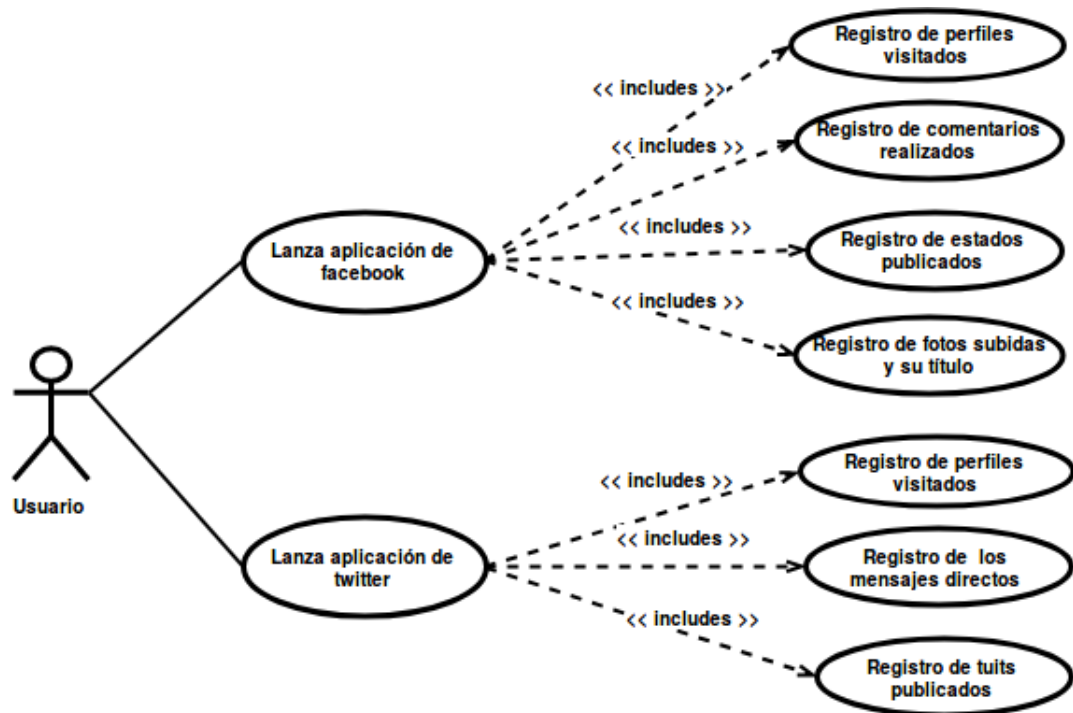 Registro de perfiles
visitados
<< includes >>
Registro de comentarios
realizados
<< includes >>
Lanza aplicación de
facebook
<< includes >>
Registro de estados
publicados
<< includes >>
Registro de fotos subidas
y su título
Usuario
Registro de perfiles
visitados
<< includes >>
Lanza aplicación de
twitter
<< includes >>
Registro de los
mensajes directos
<< includes >>
Registro de tuits
publicados